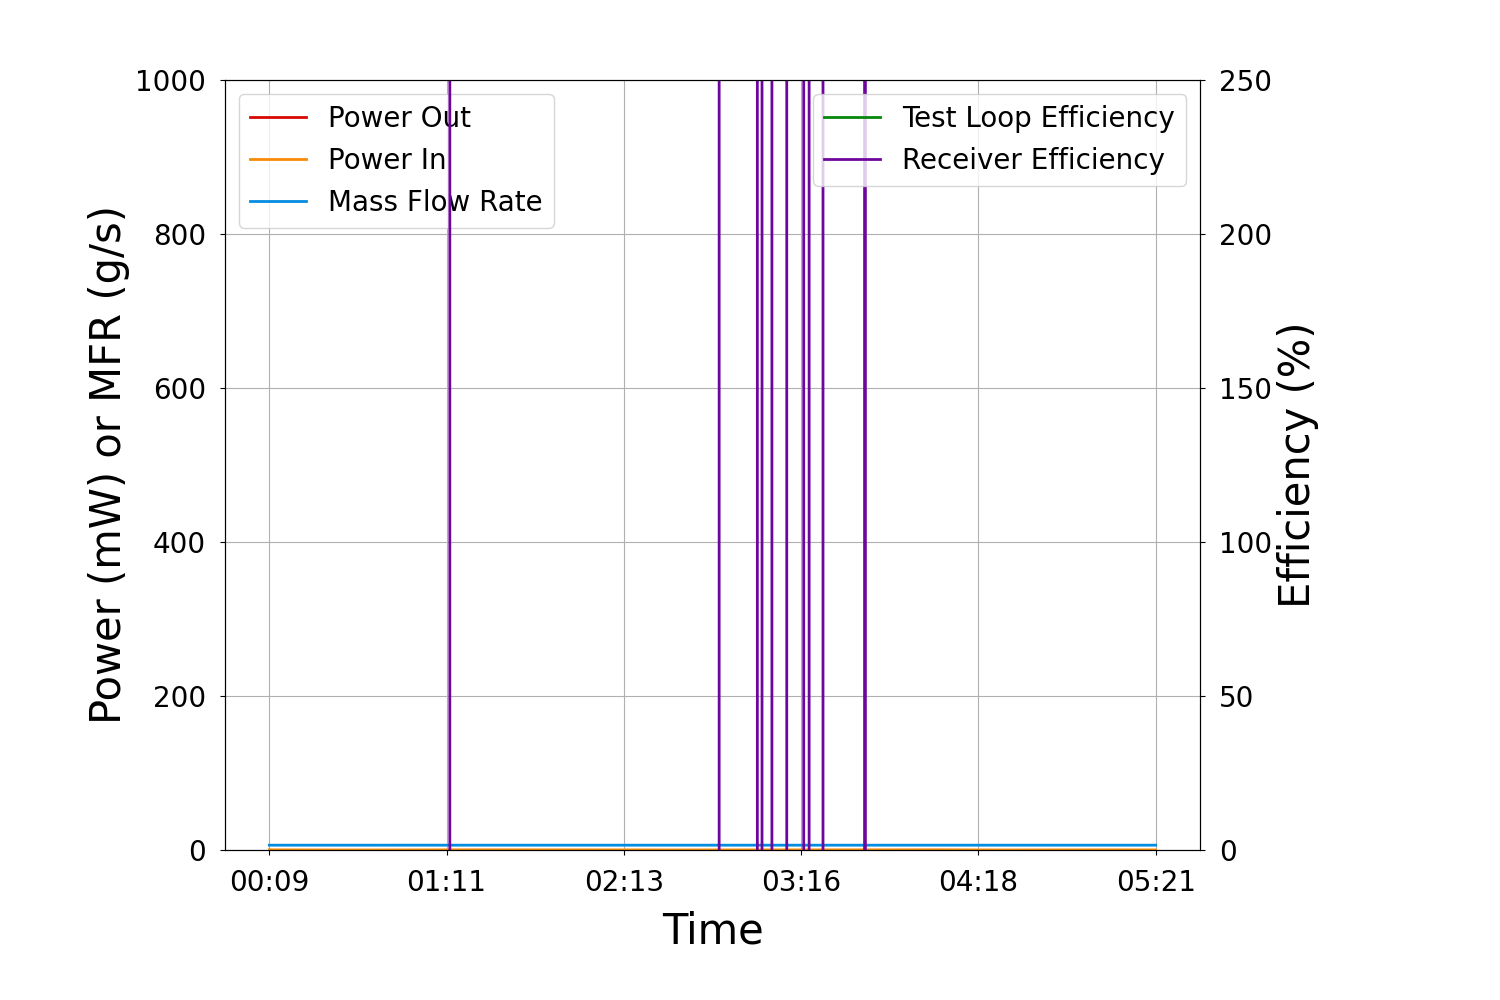 1000
800
600
400
200
0
Power (mW) or MFR (g/s)
Power Out
Power In
Mass Flow Rate
Test Loop Efficiency
Receiver Efficiency
250
200
150
100
50
0
Efficiency (%)
00:09 01:11 02:13 03:16 04:18 05:21
Time